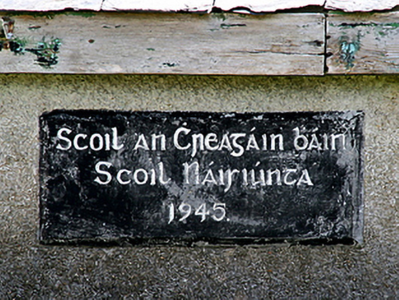 Scoil an Ċreagáin báin
Scoil Náisiúnta
1945.